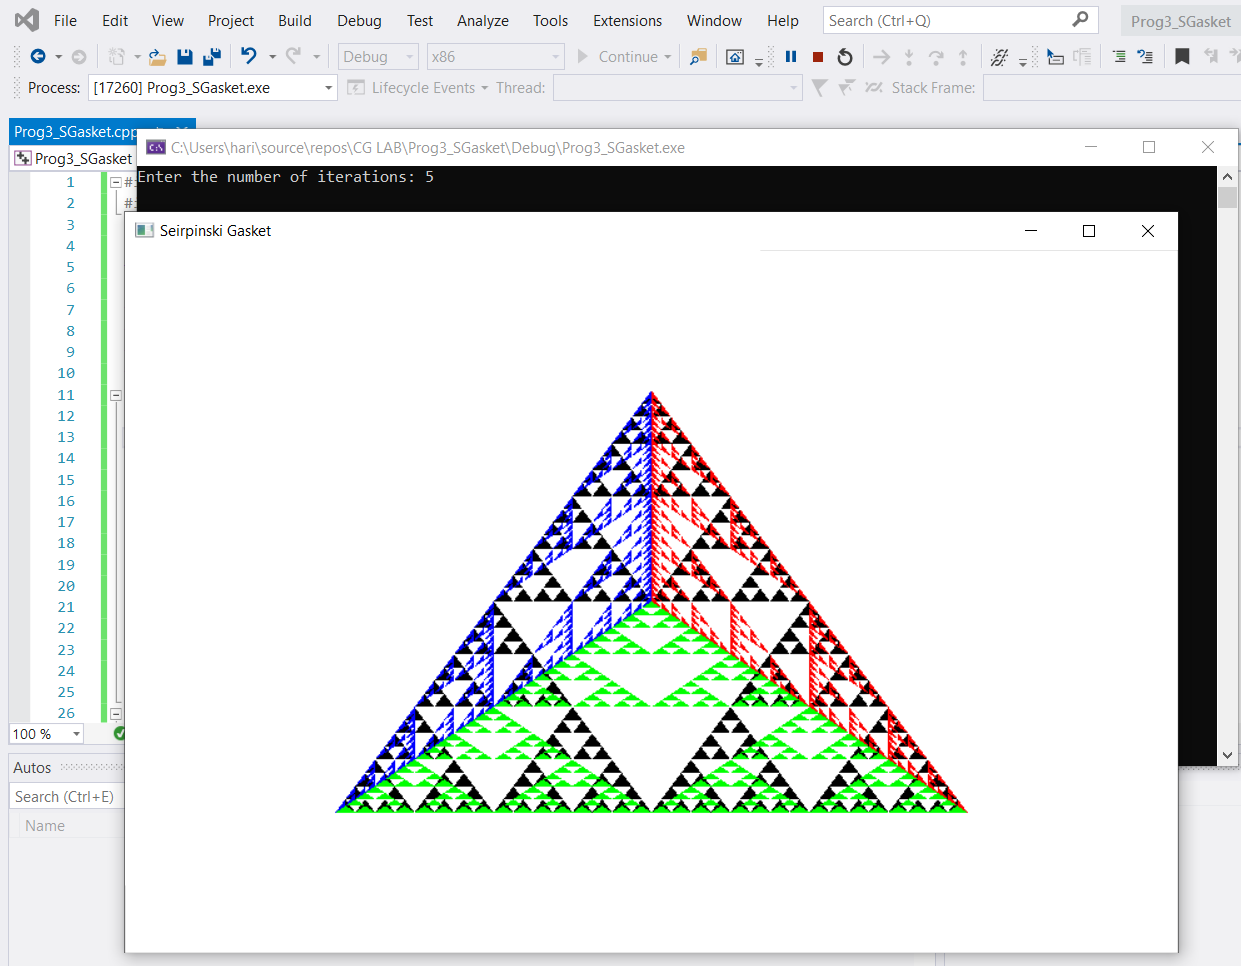 File Edit View Project Build Debug Test Analyze Tools Extensions Window Help Search (Ctrl+Q) Prog3_SGasket
Debug x86 Continue
Process: [17260] Prog3_SGasket.exe Lifecycle Events Thread: Stack Frame:
Prog3_SGasket.cpp
C:\Users\hari\source\repos\CG LAB\Prog3_SGasket\Debug\Prog3_SGasket.exe
Prog3_SGasket
Enter the number of iterations: 5
Seirpinski Gasket
1
2
3
4
5
6
7
8
9
10
11
12
13
14
15
16
17
18
19
20
21
22
23
24
25
26
100 %
Autos
Search (Ctrl+E)
Name